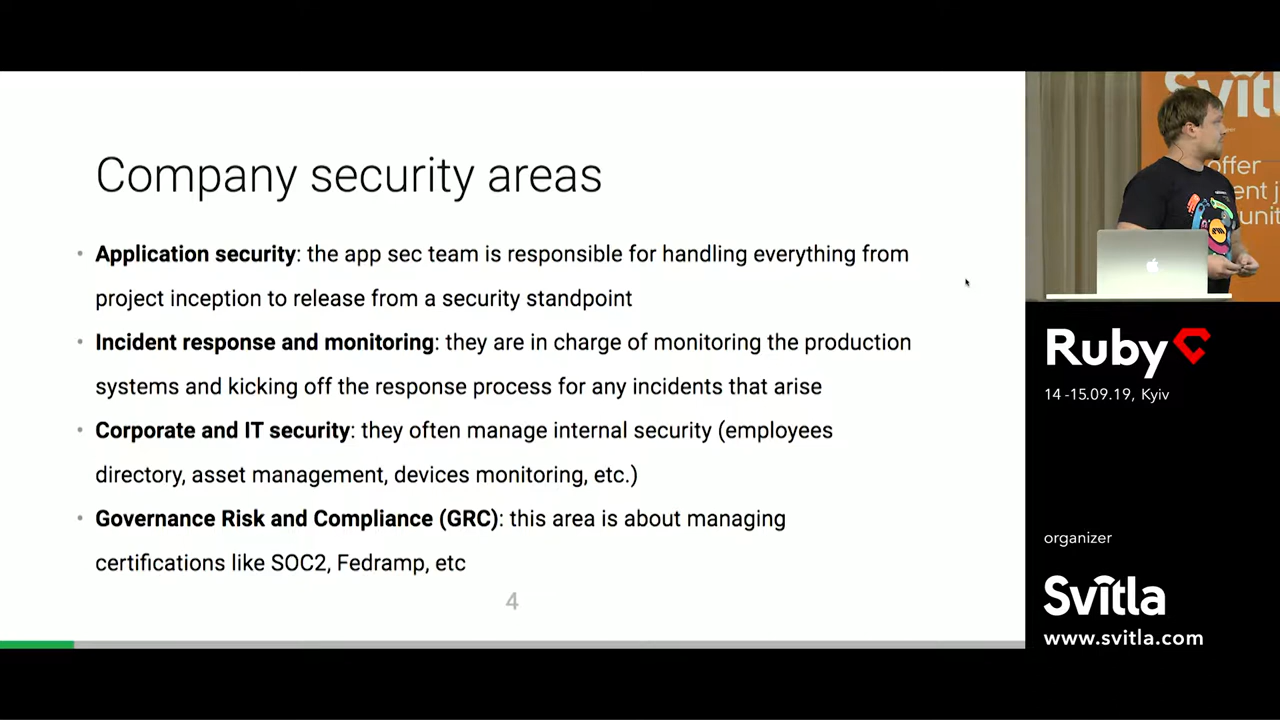 Company security areas
• Application security: the app sec team is responsible for handling everything from
project inception to release from a security standpoint
• Incident response and monitoring: they are in charge of monitoring the production
systems and kicking off the response process for any incidents that arise
• Corporate and IT security: they often manage internal security (employees
directory, asset management, devices monitoring, etc.)
• Governance Risk and Compliance (GRC): this area is about managing
certifications like SOC2, Fedramp, etc
4
Svitl
offer
ent j
unit
Ruby
14 -15.09.19, Kyiv
organizer
Svitla
www.svitla.com